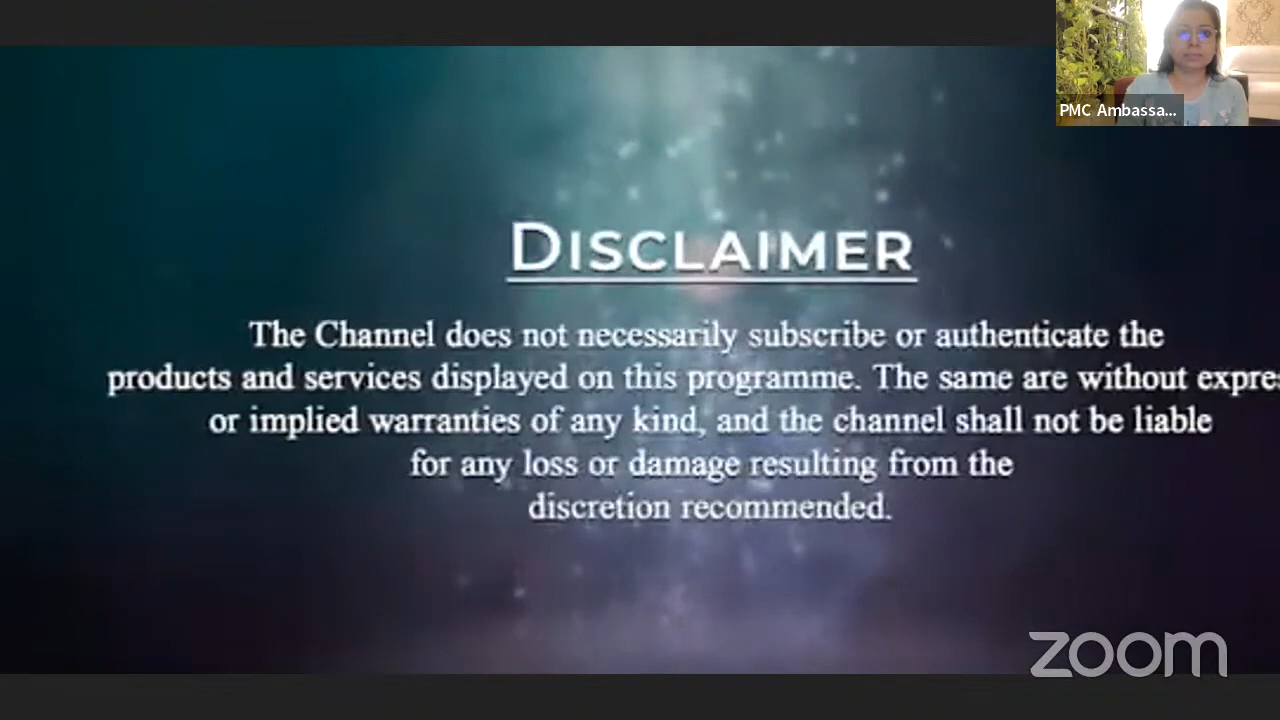 PMC Ambassa...
DISCLAIMER
The Channel does not necessarily subscribe or authenticate the
products and services displayed on this programme. The same are without expre
or implied warranties of any kind, and the channel shall not be liable
for any loss or damage resulting from the
discretion recommended.
zoom